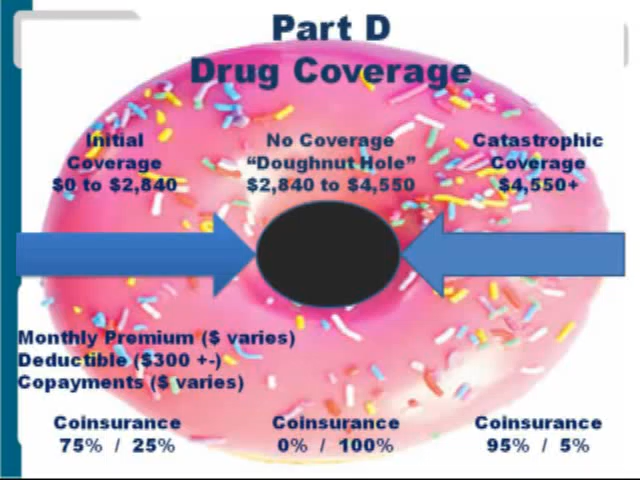 Part D
Drug Coverage
Initial
Coverage
$0 to $2,840
No Coverage
“Doughnut Hole”
$2,840 to $4,550
Catastrophic
Coverage
$4,550+
Monthly Premium ($ varies)
Deductible ($300 +-)
Copayments ($ varies)
Coinsurance
75% / 25%
Coinsurance
0% / 100%
Coinsurance
95% / 5%